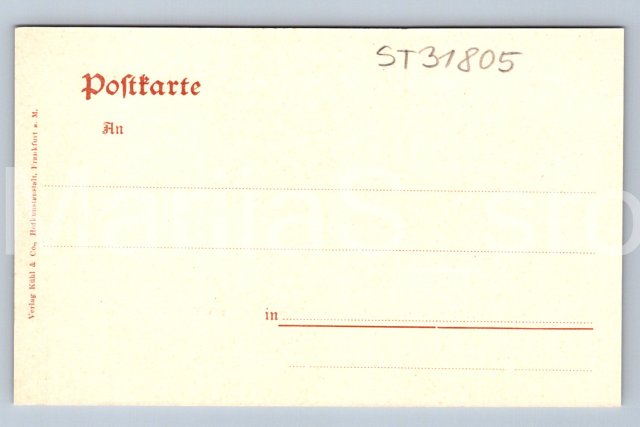 ST31805
Postkarte
An
in
Verlag Kühl & Co., Hofkunstanstalt, Frankfurt a. M.